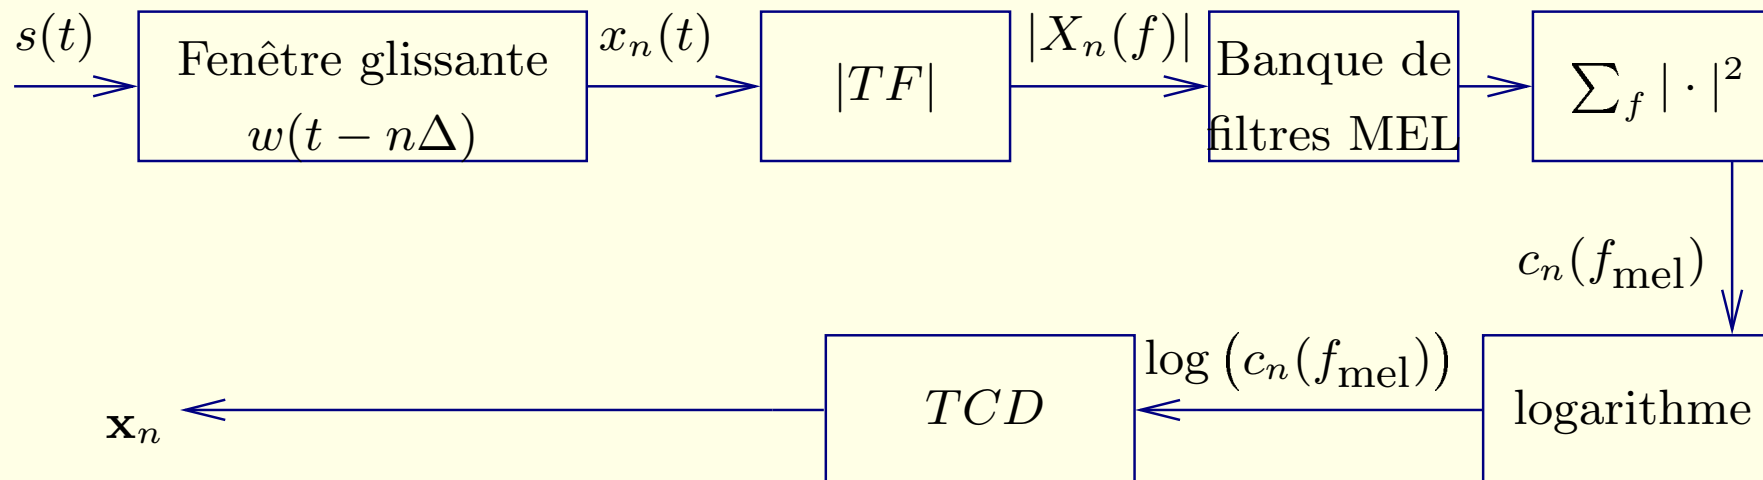 s(t)
Fenêtre glissante
w(t − nΔ)
x_n(t)
|TF|
|X_n(f)|
Banque de
filtres MEL
∑_f | · |²
c_n(f_mel)
logarithme
log (c_n(f_mel))
TCD
x_n